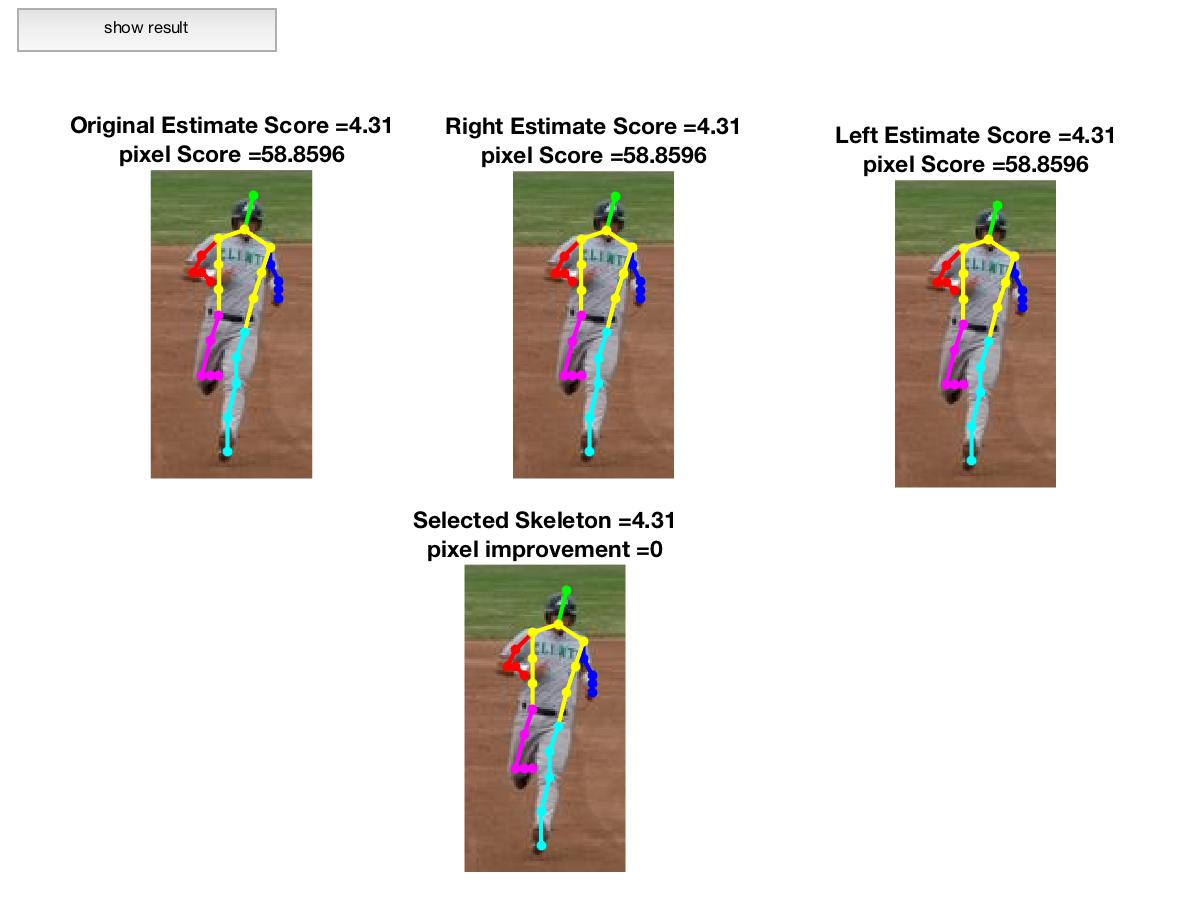 show result
Original Estimate Score =4.31
pixel Score =58.8596
Right Estimate Score =4.31
pixel Score =58.8596
Left Estimate Score =4.31
pixel Score =58.8596
Selected Skeleton =4.31
pixel improvement =0